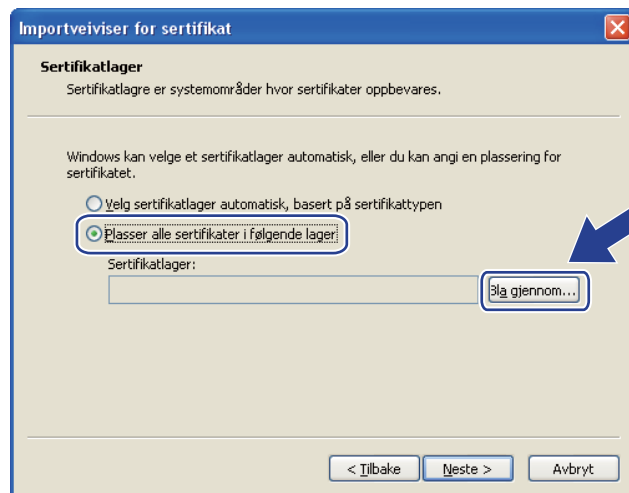 Importveiviser for sertifikat
Sertifikatlager
Sertifikatlagre er systemområder hvor sertifikater oppbevares.
Windows kan velge et sertifikatlager automatisk, eller du kan angi en plassering for
sertifikatet.
Velg sertifikatlager automatisk, basert på sertifikattypen
Plasser alle sertifikater i følgende lager
Sertifikatlager:
Bla gjennom...
< Tilbake Neste > Avbryt